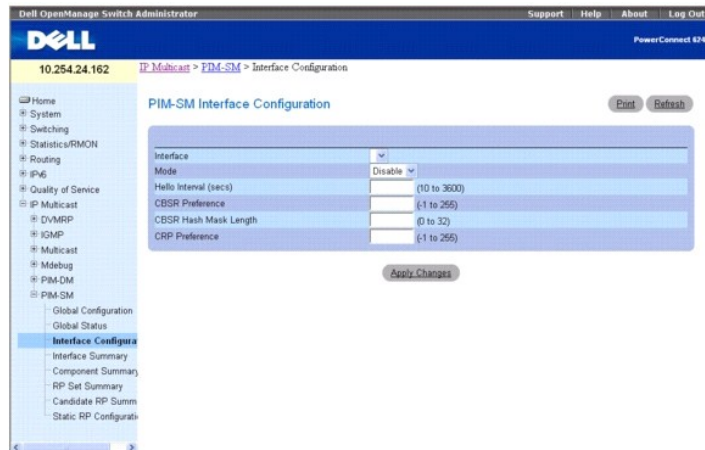 Dell OpenManage Switch Administrator
Support Help About Log Out
DELL
PowerConnect 624
10.254.24.162
IP Multicast > PIM-SM > Interface Configuration
Home
System
Switching
Statistics/RMON
Routing
IPv6
Quality of Service
IP Multicast
DVMRP
IGMP
Multicast
Mdebug
PIM-DM
PIM-SM
Global Configuration
Global Status
Interface Configura
Interface Summary
Component Summary
RP Set Summary
Candidate RP Summ
Static RP Configurati
PIM-SM Interface Configuration
Print Refresh
Interface
Mode Disable
Hello Interval (secs) (10 to 3600)
CBSR Preference (-1 to 255)
CBSR Hash Mask Length (0 to 32)
CRP Preference (-1 to 255)
Apply Changes